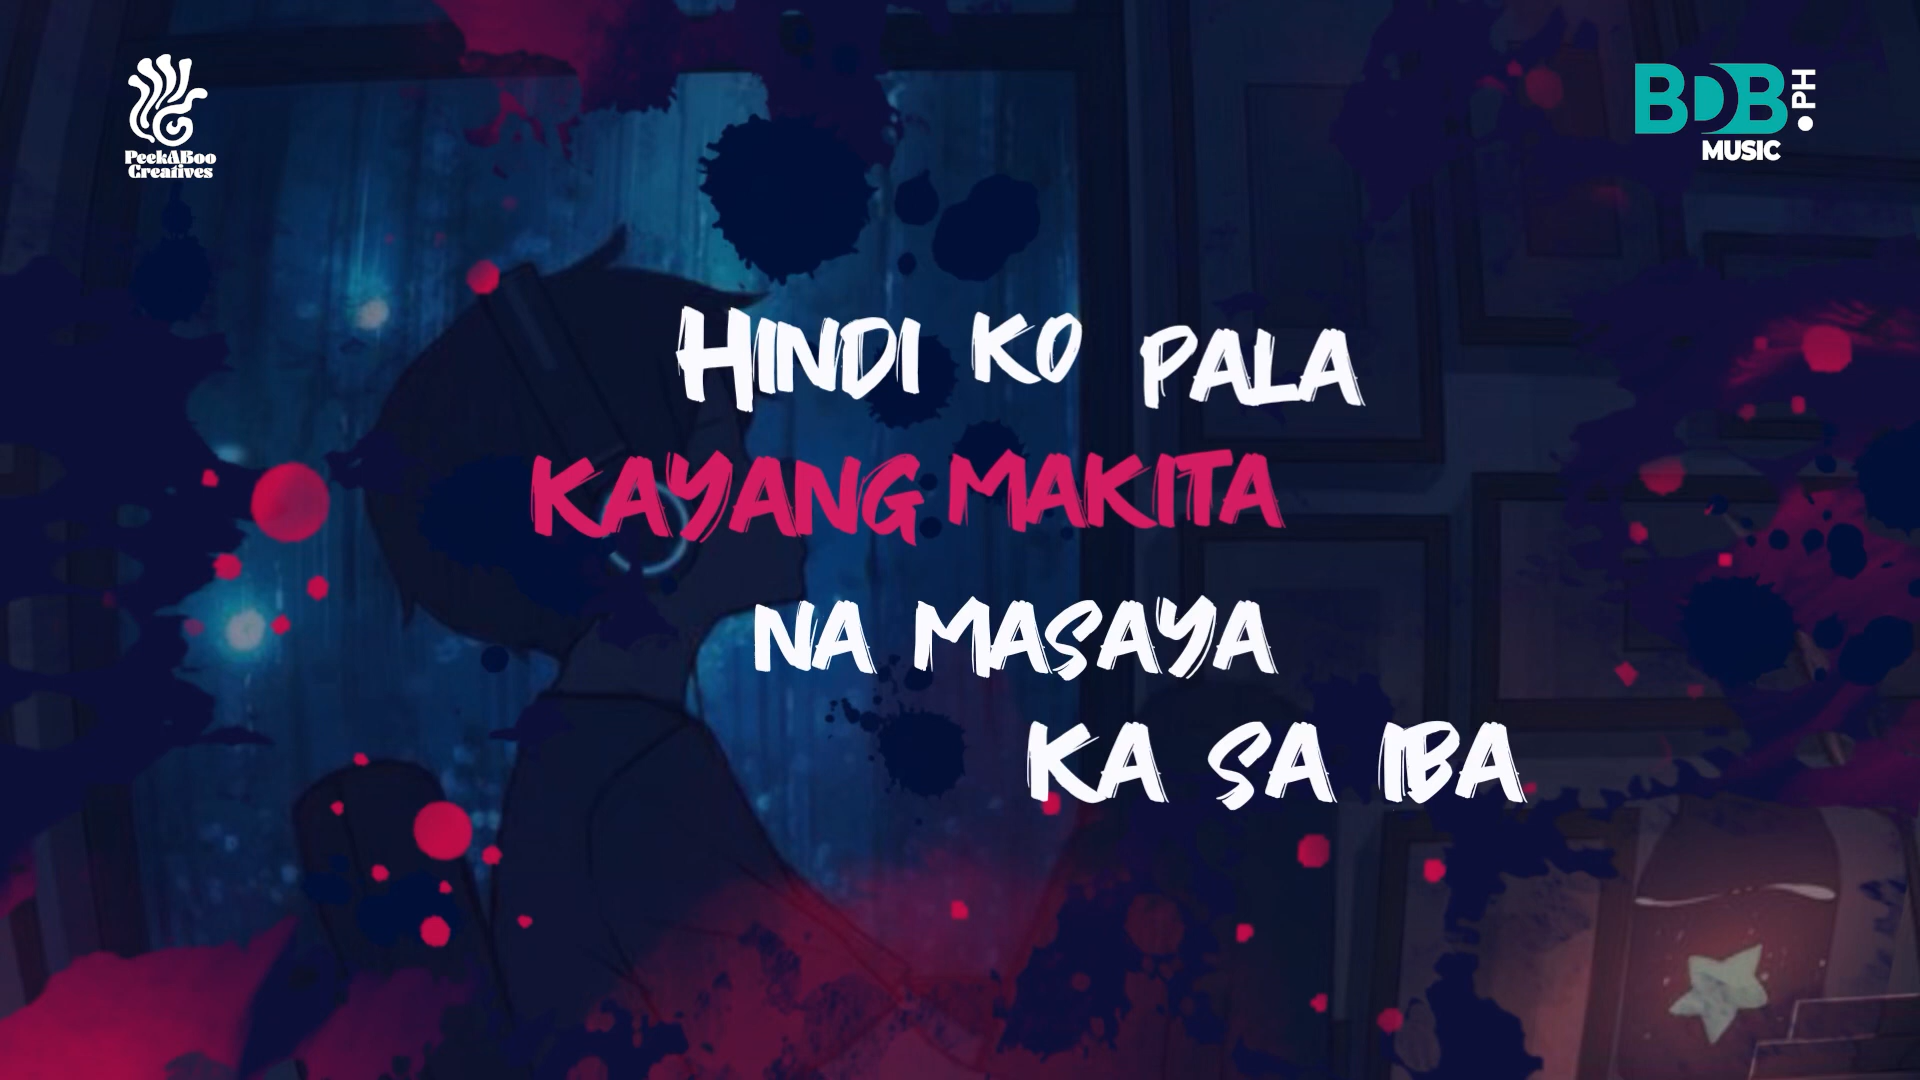 PeekABoo
Creatives
BDB.PH
MUSIC
HINDI KO PALA
KAYANG MAKITA
NA MASAYA
KA SA IBA